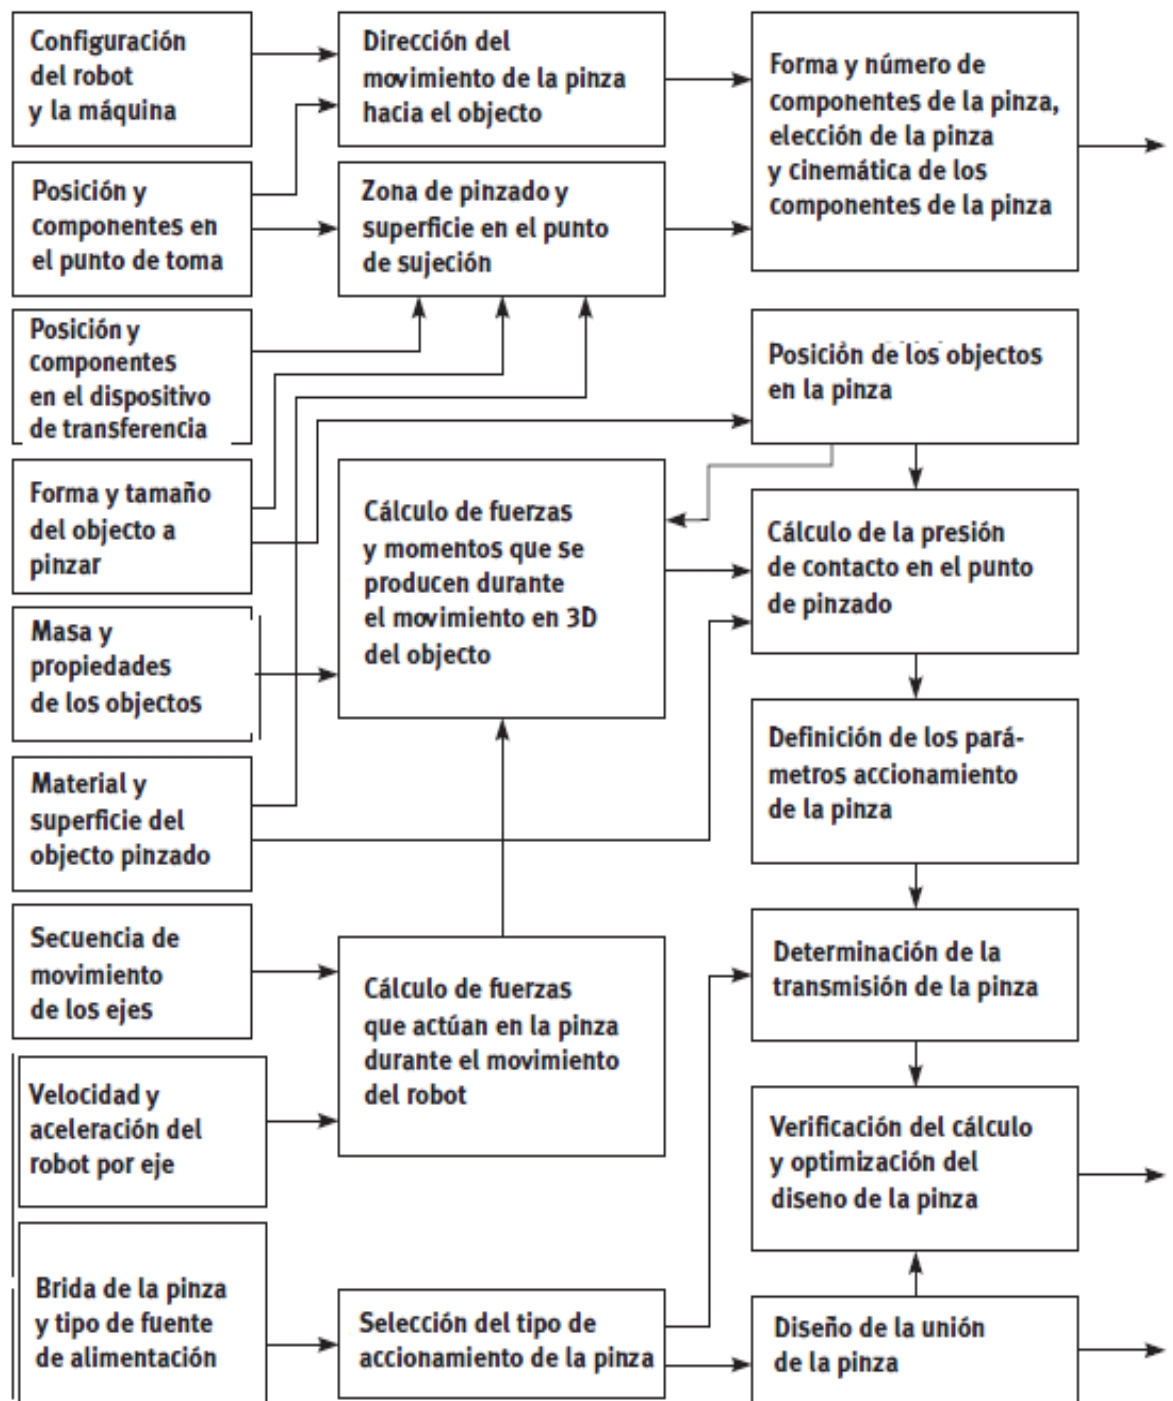 Configuración
del robot
y la máquina
Dirección del
movimiento de la pinza
hacia el objecto
Forma y número de
componentes de la pinza,
elección de la pinza
y cinemática de los
componentes de la pinza
Posición y
componentes en
el punto de toma
Zona de pinzado y
superficie en el punto
de sujeción
Posición y
componentes
en el dispositivo
de transferencia
Posición de los objectos
en la pinza
Forma y tamaño
del objecto a
pinzar
Cálculo de fuerzas
y momentos que se
producen durante
el movimiento en 3D
del objecto
Cálculo de la presión
de contacto en el punto
de pinzado
Masa y
propiedades
de los objectos
Material y
superficie del
objecto pinzado
Definición de los pará-
metros accionamiento
de la pinza
Secuencia de
movimiento
de los ejes
Cálculo de fuerzas
que actúan en la pinza
durante el movimiento
del robot
Determinación de la
transmisión de la pinza
Velocidad y
aceleración del
robot por eje
Verificación del cálculo
y optimización del
diseno de la pinza
Brida de la pinza
y tipo de fuente
de alimentación
Selección del tipo de
accionamiento de la pinza
Diseño de la unión
de la pinza